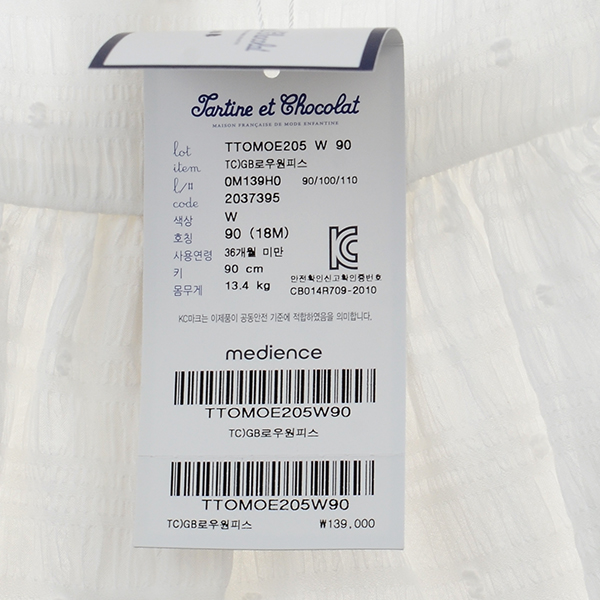 Tartine et Chocolat
MAISON FRANÇAISE DE MODE ENFANTINE
lot TTOMOE205 W 90
item TC)GB로우원피스
l/# 0M139H0 90/100/110
code 2037395
색상 W
호칭 90 (18M)
사용연령 36개월 미만
키 90 cm
몸무게 13.4 kg
안전확인신고확인증번호
CB014R709-2010
KC마크는 이제품이 공통안전 기준에 적합하였음을 의미합니다.
medience
TTOMOE205W90
TC)GB로우원피스
TTOMOE205W90
TC)GB로우원피스 ₩139,000